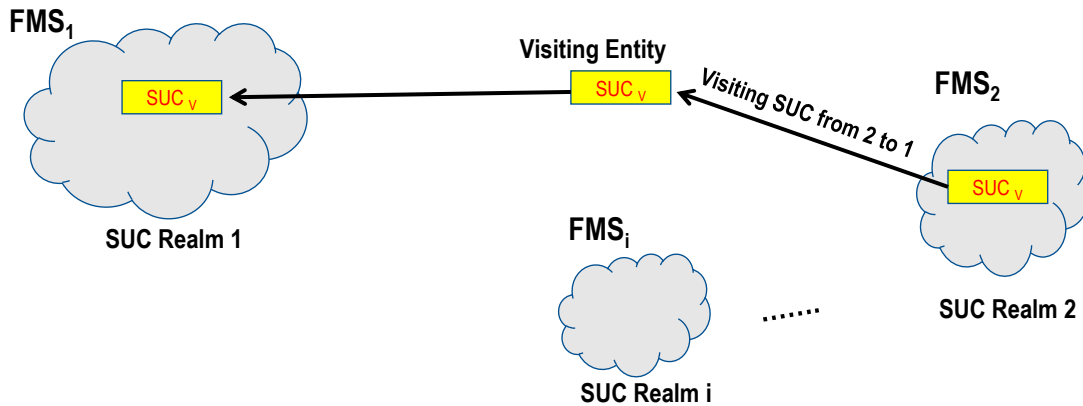 FMS₁
Visiting Entity
SUC ᵥ
SUC ᵥ
Visiting SUC from 2 to 1
FMS₂
SUC ᵥ
SUC Realm 1
FMSᵢ
SUC Realm 2
SUC Realm i